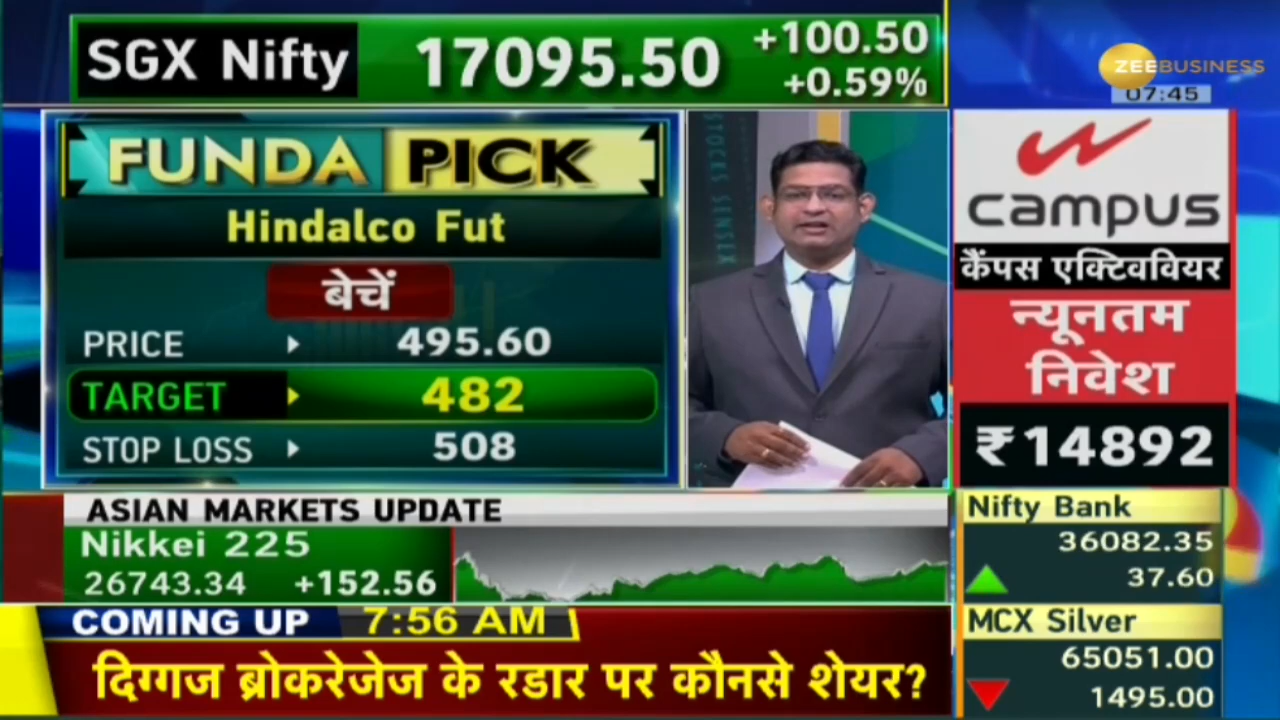 SGX Nifty
17095.50
+100.50
+0.59%
ZEEBUSINESS
07:45
FUNDA PICK
Hindalco Fut
बेचें
PRICE 495.60
TARGET 482
STOP LOSS 508
STOCKS SENSEX
campus
कैंपस एक्टिववियर
न्यूनतम
निवेश
₹14892
ASIAN MARKETS UPDATE
Nikkei 225
26743.34 +152.56
Nifty Bank
36082.35
37.60
MCX Silver
65051.00
1495.00
COMING UP 7:56 AM
दिग्गज ब्रोकरेजेज के रडार पर कौनसे शेयर?